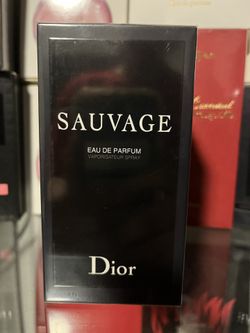 SAUVAGE
EAU DE PARFUM
VAPORISATEUR SPRAY
Dior